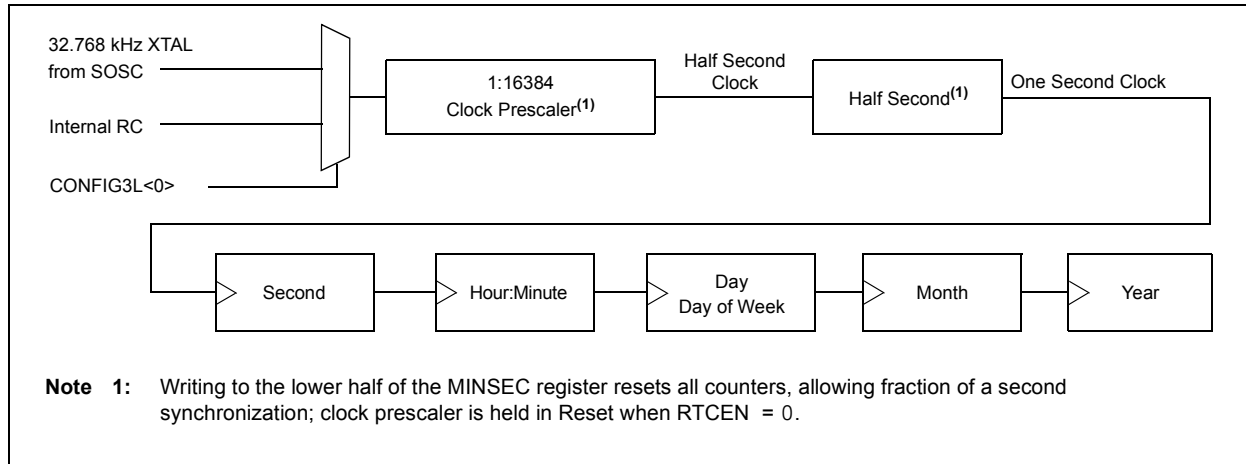 32.768 kHz XTAL
from SOSC
Internal RC
CONFIG3L<0>
1:16384
Clock Prescaler(1)
Half Second
Clock
Half Second(1)
One Second Clock
Second
Hour:Minute
Day
Day of Week
Month
Year
Note 1: Writing to the lower half of the MINSEC register resets all counters, allowing fraction of a second
synchronization; clock prescaler is held in Reset when RTCEN = 0.